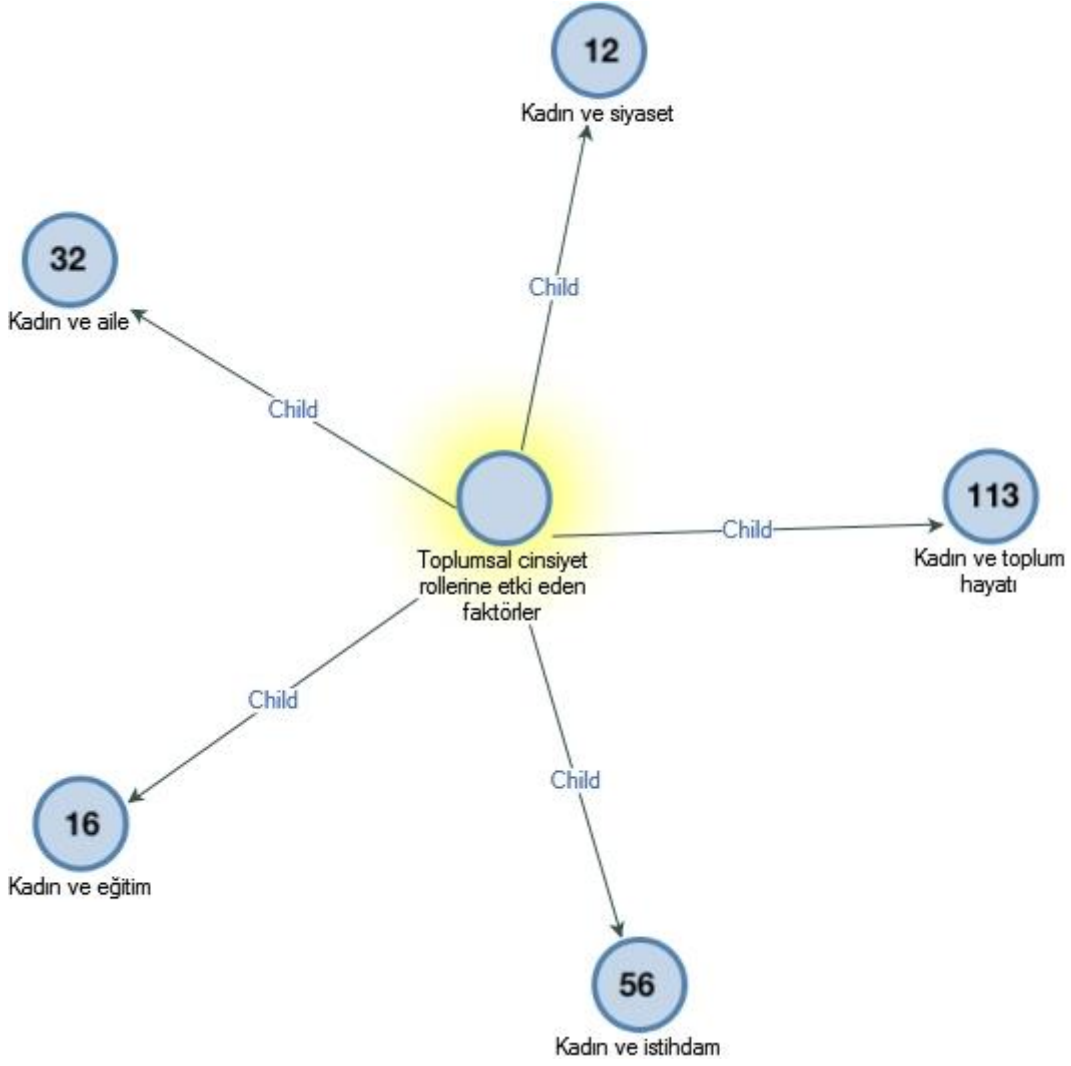 12
Kadın ve siyaset
32
Kadın ve aile
Child
Child
113
Kadın ve toplum
hayatı
Child
Toplumsal cinsiyet
rollerine etki eden
faktörler
Child
Child
16
Kadın ve eğitim
56
Kadın ve istihdam